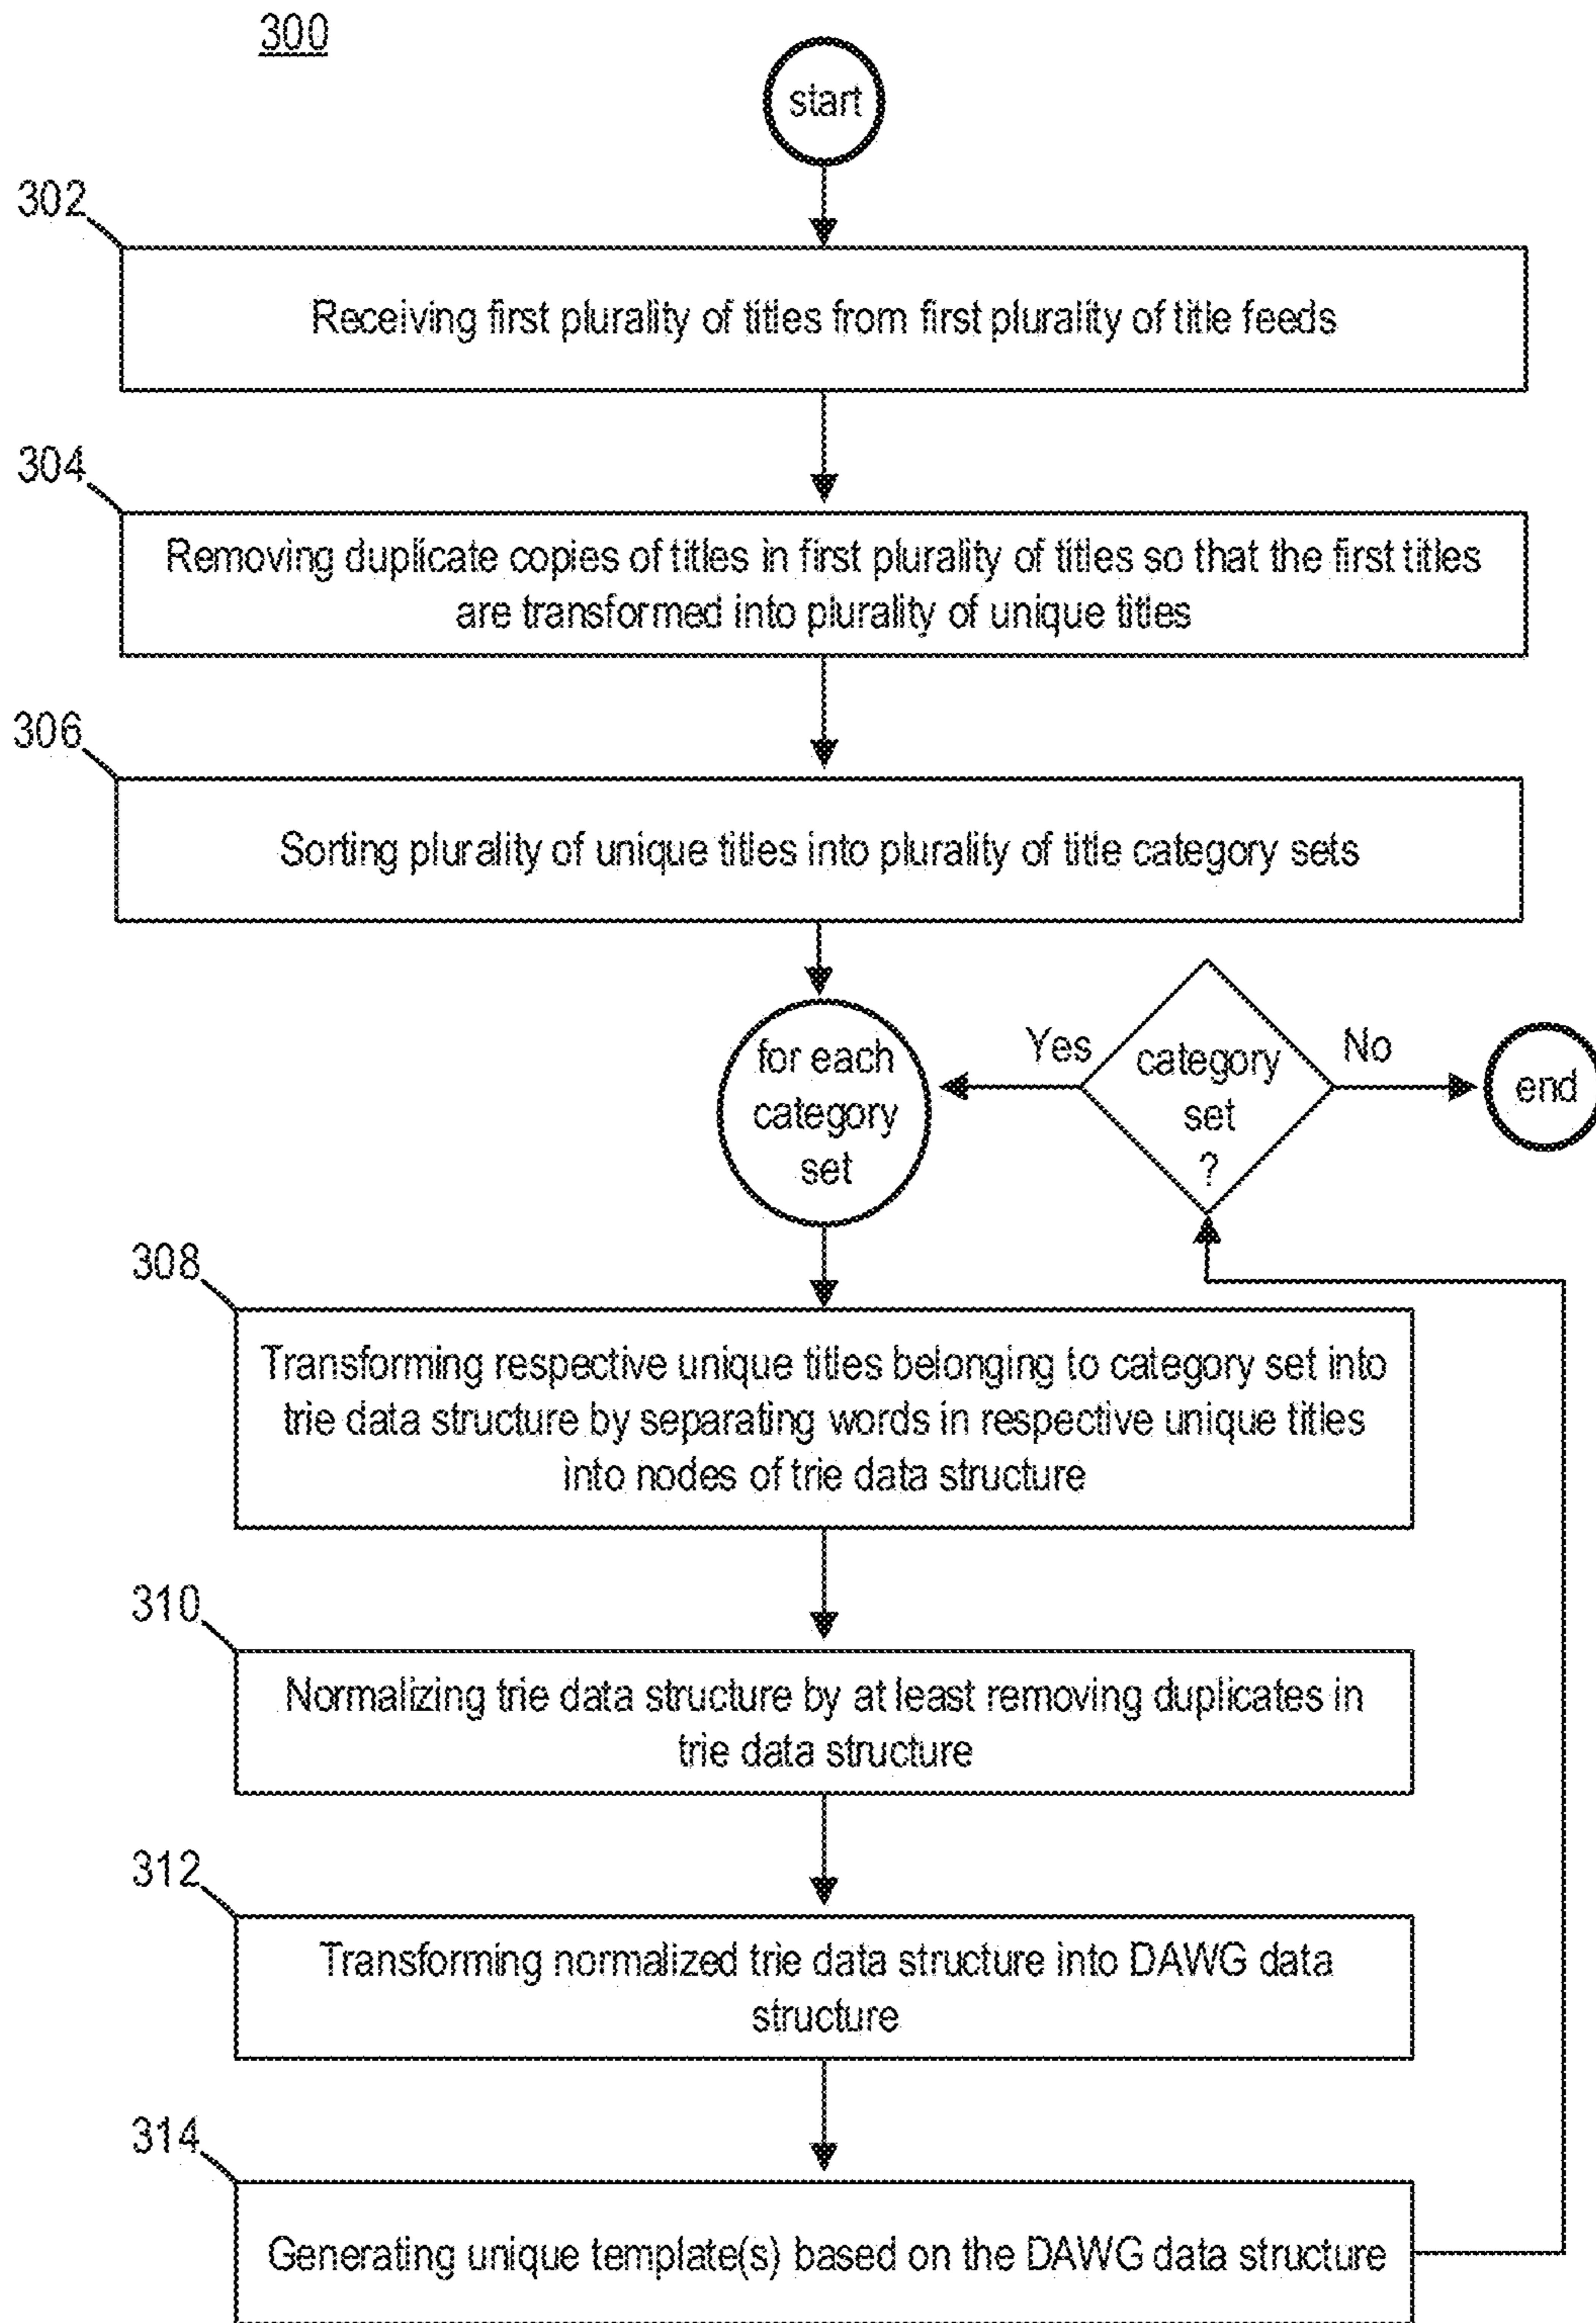 300
start
302
Receiving first plurality of titles from first plurality of title feeds
304
Removing duplicate copies of titles in first plurality of titles so that the first titles
are transformed into plurality of unique titles
306
Sorting plurality of unique titles into plurality of title category sets
for each
category
set
Yes
category
set
?
No
end
308
Transforming respective unique titles belonging to category set into
trie data structure by separating words in respective unique titles
into nodes of trie data structure
310
Normalizing trie data structure by at least removing duplicates in
trie data structure
312
Transforming normalized trie data structure into DAWG data
structure
314
Generating unique template(s) based on the DAWG data structure